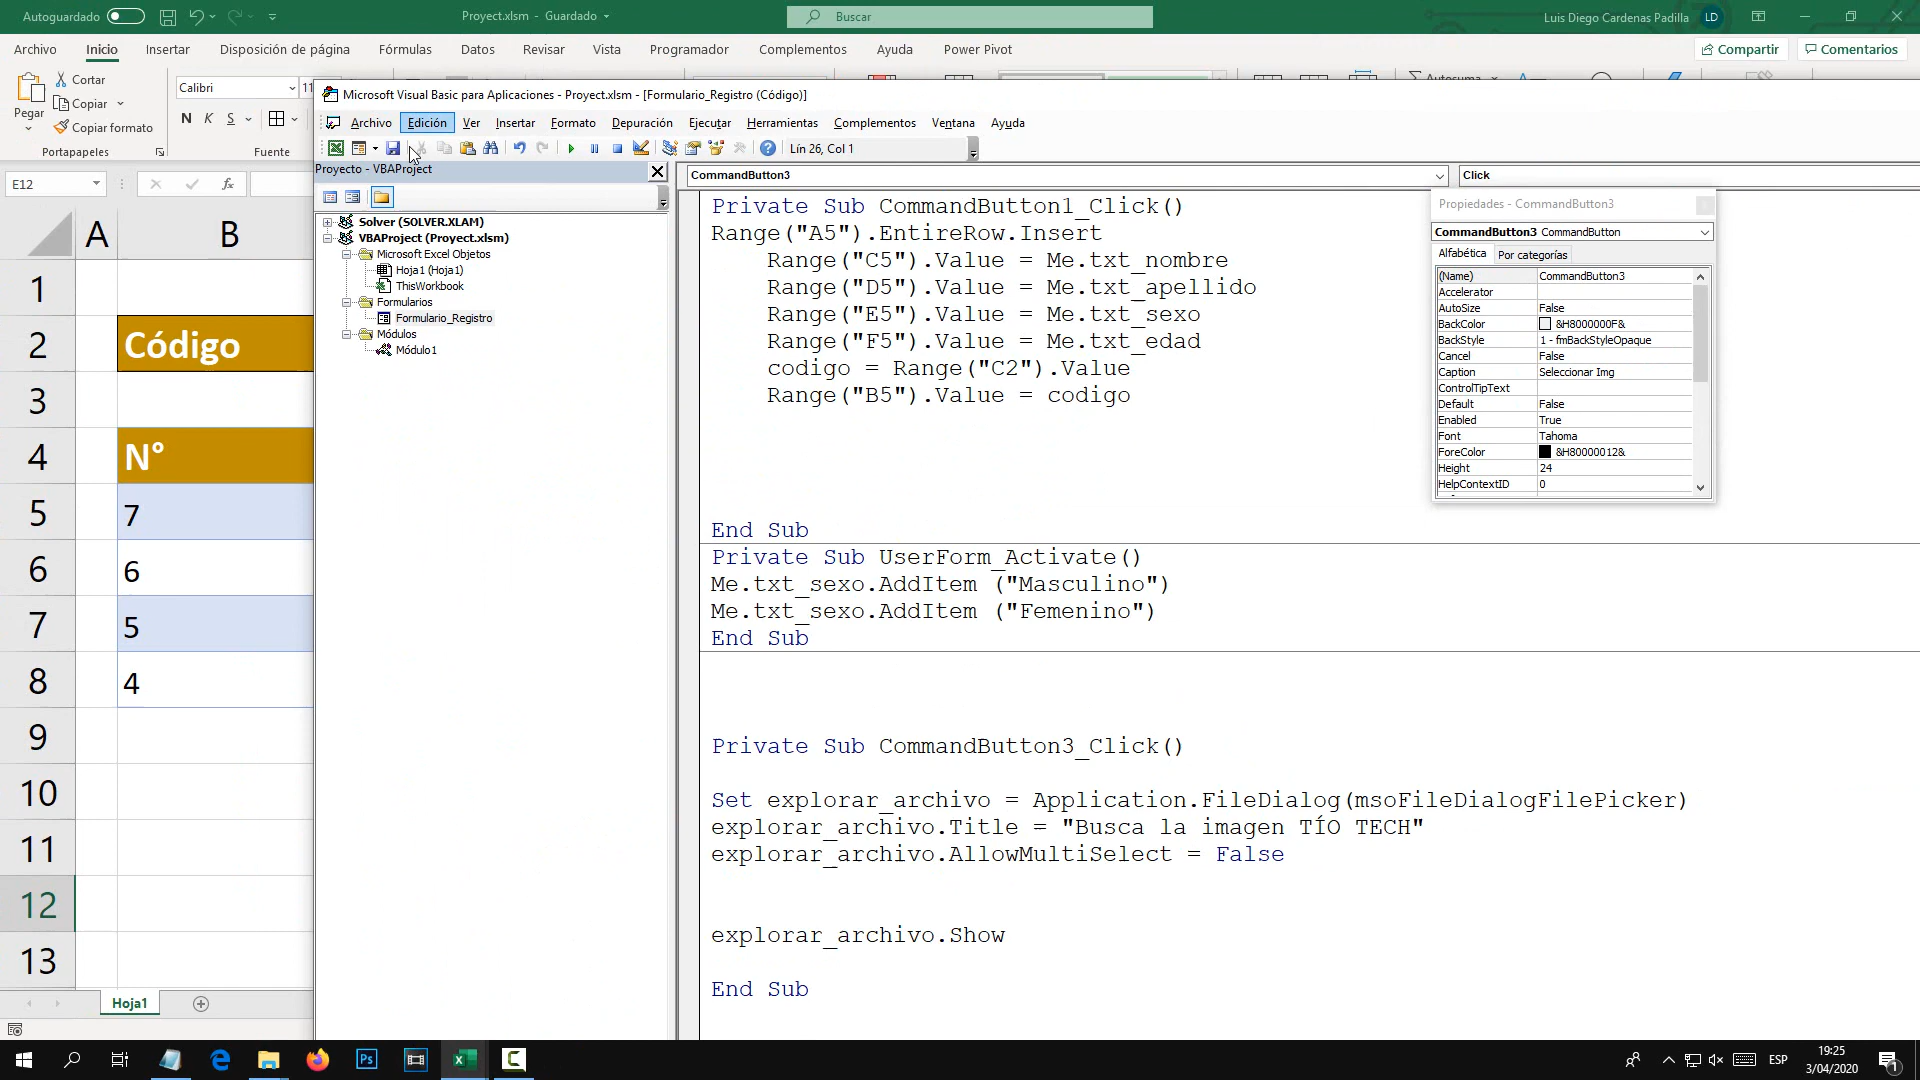 Autoguardado
Proyect.xlsm - Guardado
Buscar
Luis Diego Cardenas Padilla LD
Archivo Inicio Insertar Disposición de página Fórmulas Datos Revisar Vista Programador Complementos Ayuda Power Pivot Compartir Comentarios
Pegar
Cortar
Copiar
Copiar formato
Portapapeles
Calibri 11
N K S
Fuente
Autosuma
E12
fx
A B
1
2 Código
3
4 N°
5 7
6 6
7 5
8 4
9
10
11
12
13
Hoja1
Microsoft Visual Basic para Aplicaciones - Proyect.xlsm - [Formulario_Registro (Código)]
Archivo Edición Ver Insertar Formato Depuración Ejecutar Herramientas Complementos Ventana Ayuda
Lín 26, Col 1
Proyecto - VBAProject
Solver (SOLVER.XLAM)
VBAProject (Proyect.xlsm)
Microsoft Excel Objetos
Hoja1 (Hoja1)
ThisWorkbook
Formularios
Formulario_Registro
Módulos
Módulo1
CommandButton3
Click
Private Sub CommandButton1_Click()
Range("A5").EntireRow.Insert
Range("C5").Value = Me.txt_nombre
Range("D5").Value = Me.txt_apellido
Range("E5").Value = Me.txt_sexo
Range("F5").Value = Me.txt_edad
codigo = Range("C2").Value
Range("B5").Value = codigo
End Sub
Private Sub UserForm_Activate()
Me.txt_sexo.AddItem ("Masculino")
Me.txt_sexo.AddItem ("Femenino")
End Sub
Private Sub CommandButton3_Click()
Set explorar_archivo = Application.FileDialog(msoFileDialogFilePicker)
explorar_archivo.Title = "Busca la imagen TÍO TECH"
explorar_archivo.AllowMultiSelect = False
explorar_archivo.Show
End Sub
Propiedades - CommandButton3
CommandButton3 CommandButton
Alfabética Por categorías
(Name) CommandButton3
Accelerator
AutoSize False
BackColor &H8000000F&
BackStyle 1 - fmBackStyleOpaque
Cancel False
Caption Seleccionar Img
ControlTipText
Default False
Enabled True
Font Tahoma
ForeColor &H80000012&
Height 24
HelpContextID 0
Ps
ESP
19:25
3/04/2020
1